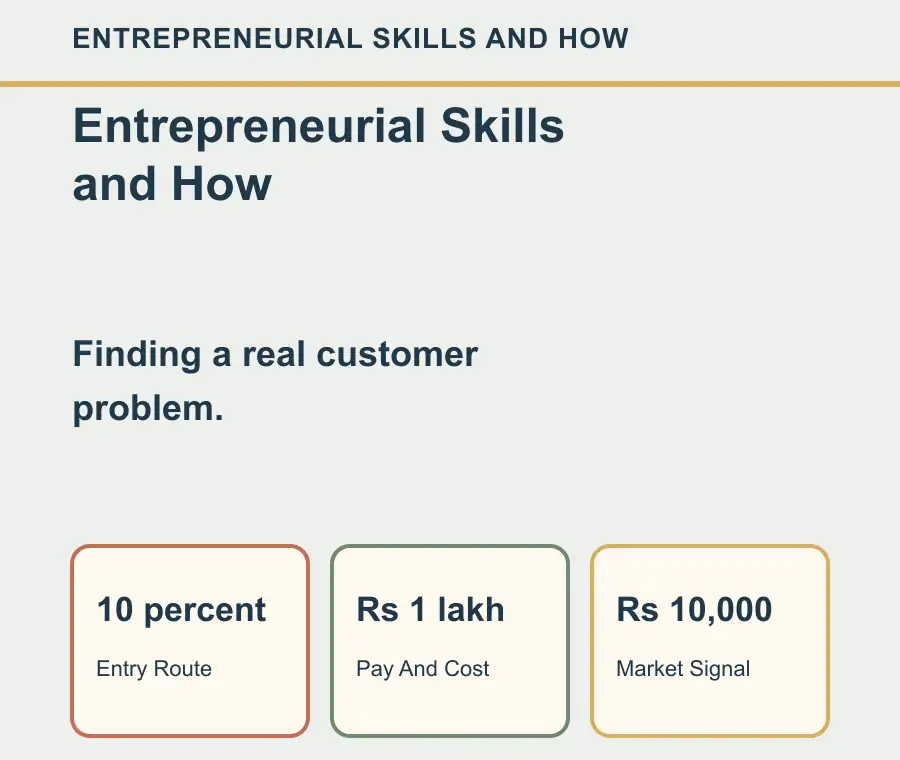 ENTREPRENEURIAL SKILLS AND HOW
Entrepreneurial Skills
and How
Finding a real customer
problem.
10 percent
Entry Route
Rs 1 lakh
Pay And Cost
Rs 10,000
Market Signal